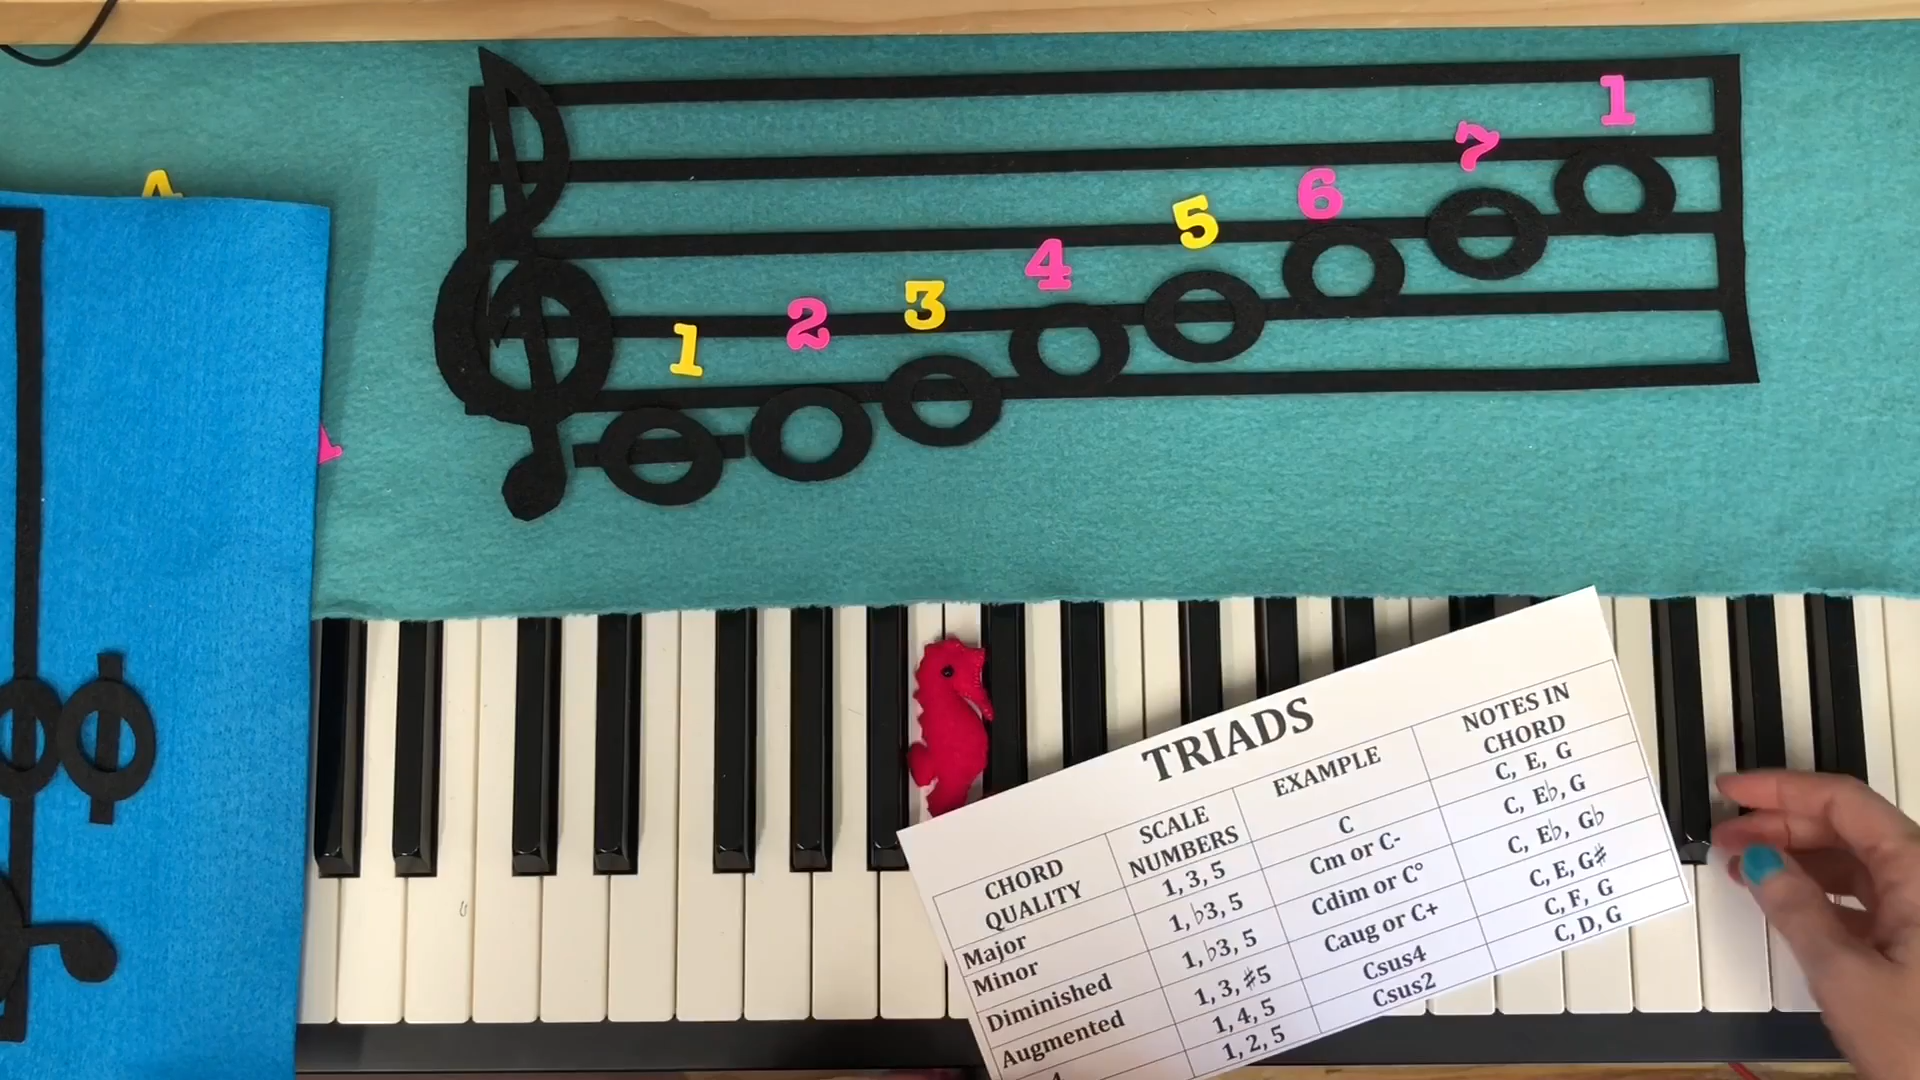 1 2 3 4 5 6 7 1
TRIADS
CHORD QUALITY SCALE NUMBERS EXAMPLE NOTES IN CHORD
Major 1, 3, 5 C C, E, G
Minor 1, ♭3, 5 Cm or C- C, E♭, G
Diminished 1, ♭3, 5 Cdim or C° C, E♭, G♭
Augmented 1, 3, ♯5 Caug or C+ C, E, G♯
1, 4, 5 Csus4 C, F, G
1, 2, 5 Csus2 C, D, G